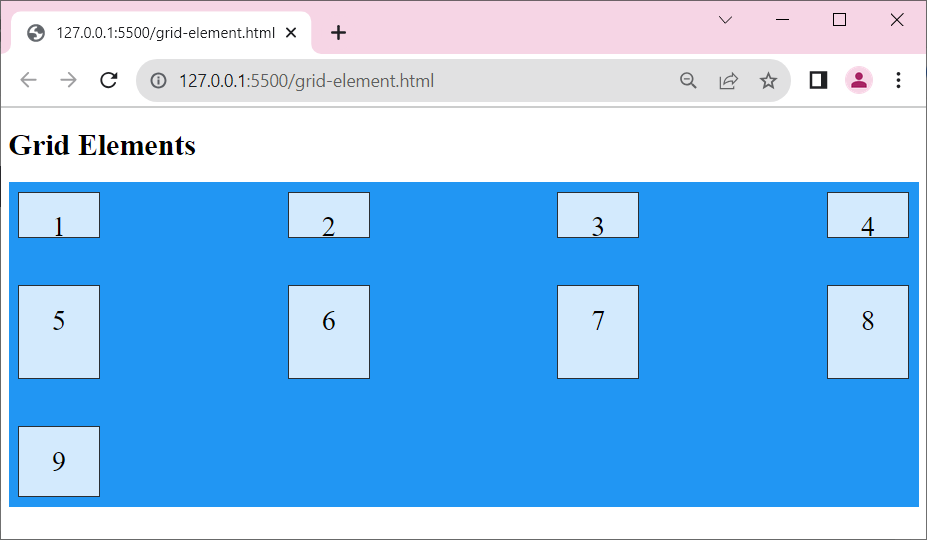 127.0.0.1:5500/grid-element.html
127.0.0.1:5500/grid-element.html
Grid Elements
1 2 3 4
5 6 7 8
9